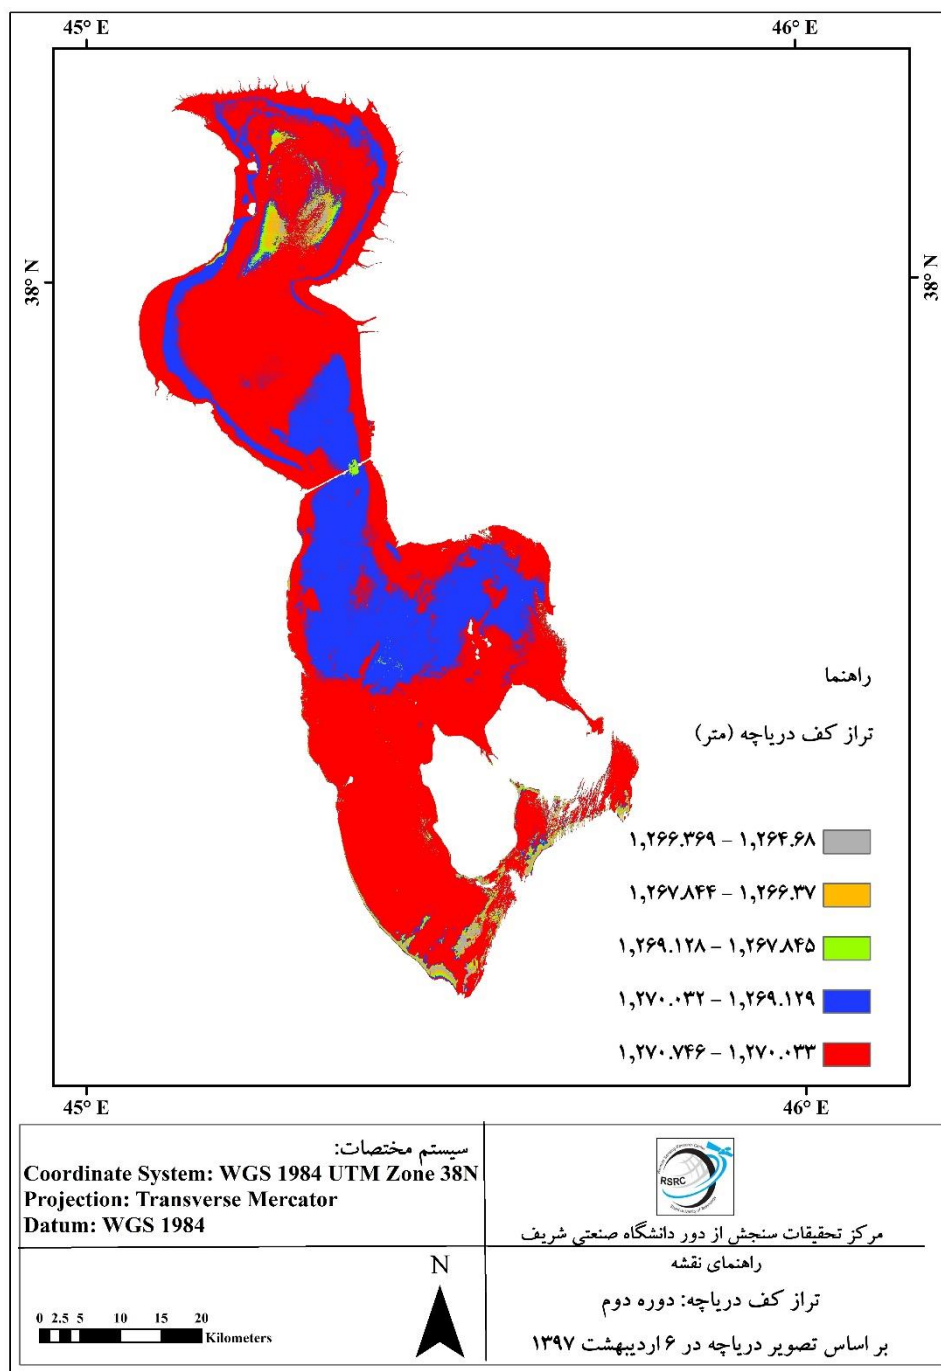 45° E
46° E
38° N
38° N
راهنما
تراز کف دریاچه (متر)
۱,۲۶۶.۳۶۹ – ۱,۲۶۴.۶۸
۱,۲۶۷.۸۴۴ – ۱,۲۶۶.۳۷
۱,۲۶۹.۱۲۸ – ۱,۲۶۷.۸۴۵
۱,۲۷۰.۰۳۲ – ۱,۲۶۹.۱۲۹
۱,۲۷۰.۷۴۶ – ۱,۲۷۰.۰۳۳
45° E
46° E
سیستم مختصات:
Coordinate System: WGS 1984 UTM Zone 38N
Projection: Transverse Mercator
Datum: WGS 1984
N
0 2.5 5 10 15 20
Kilometers
RSRC
مرکز تحقیقات سنجش از دور دانشگاه صنعتی شریف
راهنمای نقشه
تراز کف دریاچه: دوره دوم
بر اساس تصویر دریاچه در ۶ اردیبهشت ۱۳۹۷